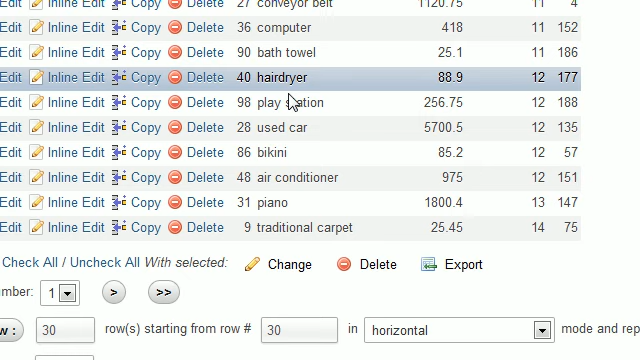 Edit Inline Edit Copy Delete 27 conveyor belt 1120.75 11 4
Edit Inline Edit Copy Delete 36 computer 418 11 152
Edit Inline Edit Copy Delete 90 bath towel 25.1 11 186
Edit Inline Edit Copy Delete 40 hairdryer 88.9 12 177
Edit Inline Edit Copy Delete 98 play station 256.75 12 188
Edit Inline Edit Copy Delete 28 used car 5700.5 12 135
Edit Inline Edit Copy Delete 86 bikini 85.2 12 57
Edit Inline Edit Copy Delete 48 air conditioner 975 12 151
Edit Inline Edit Copy Delete 31 piano 1800.4 13 147
Edit Inline Edit Copy Delete 9 traditional carpet 25.45 14 75
Check All / Uncheck All With selected: Change Delete Export
mber: 1 > >>
w : 30 row(s) starting from row # 30 in horizontal mode and rep